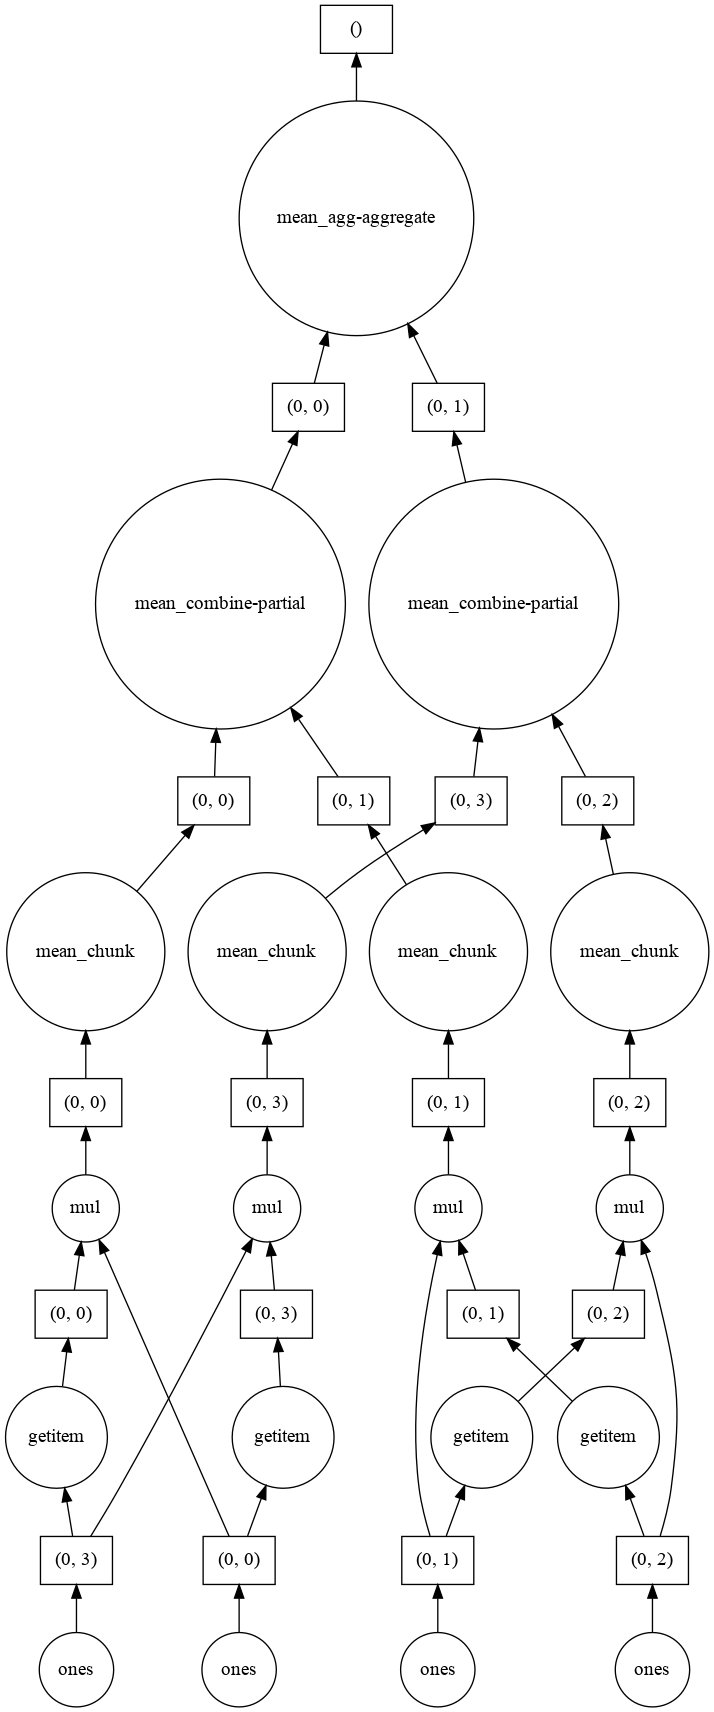 ()
mean_agg-aggregate
(0, 0)
(0, 1)
mean_combine-partial
mean_combine-partial
(0, 0)
(0, 1)
(0, 3)
(0, 2)
mean_chunk
mean_chunk
mean_chunk
mean_chunk
(0, 0)
(0, 3)
(0, 1)
(0, 2)
mul
mul
mul
mul
(0, 0)
(0, 3)
(0, 1)
(0, 2)
getitem
getitem
getitem
getitem
(0, 3)
(0, 0)
(0, 1)
(0, 2)
ones
ones
ones
ones